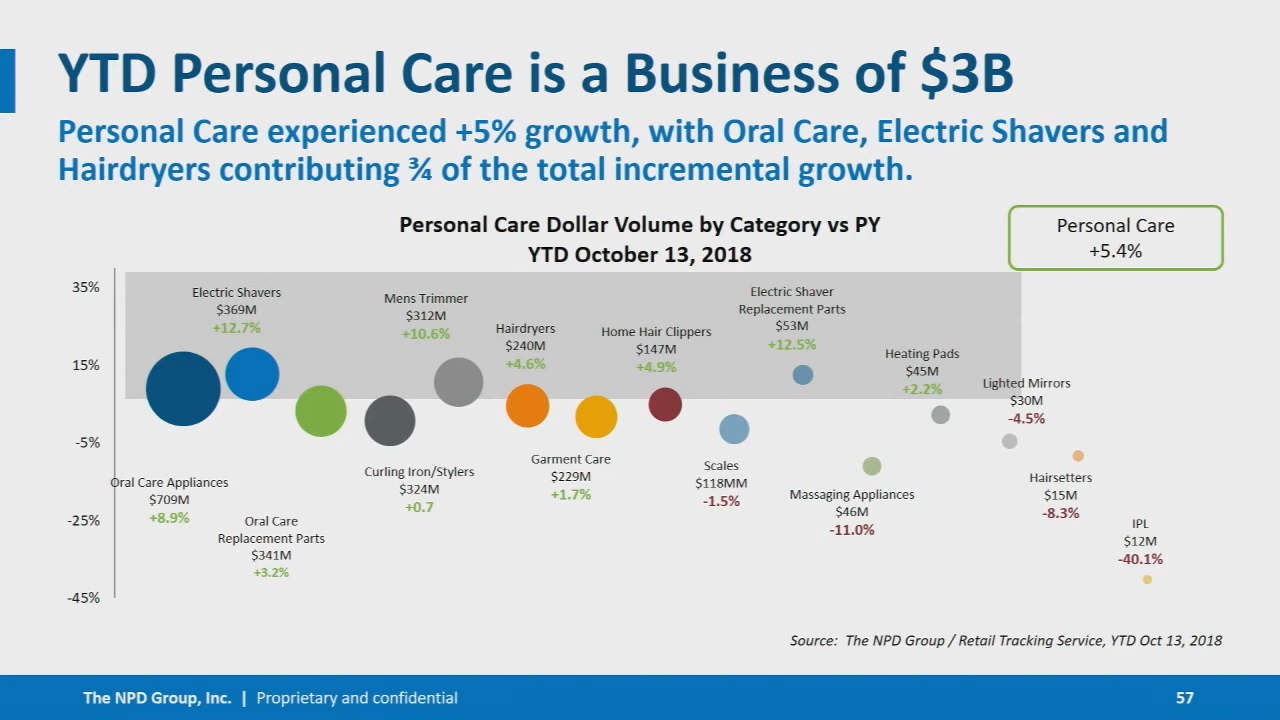 YTD Personal Care is a Business of $3B
Personal Care experienced +5% growth, with Oral Care, Electric Shavers and
Hairdryers contributing ¾ of the total incremental growth.
Personal Care Dollar Volume by Category vs PY
YTD October 13, 2018
Personal Care
+5.4%
35%
15%
-5%
-25%
-45%
Oral Care Appliances
$709M
+8.9%
Electric Shavers
$369M
+12.7%
Oral Care
Replacement Parts
$341M
+3.2%
Curling Iron/Stylers
$324M
+0.7
Mens Trimmer
$312M
+10.6%
Hairdryers
$240M
+4.6%
Garment Care
$229M
+1.7%
Home Hair Clippers
$147M
+4.9%
Scales
$118MM
-1.5%
Electric Shaver
Replacement Parts
$53M
+12.5%
Massaging Appliances
$46M
-11.0%
Heating Pads
$45M
+2.2%
Lighted Mirrors
$30M
-4.5%
Hairsetters
$15M
-8.3%
IPL
$12M
-40.1%
Source:  The NPD Group / Retail Tracking Service, YTD Oct 13, 2018
The NPD Group, Inc. | Proprietary and confidential
57